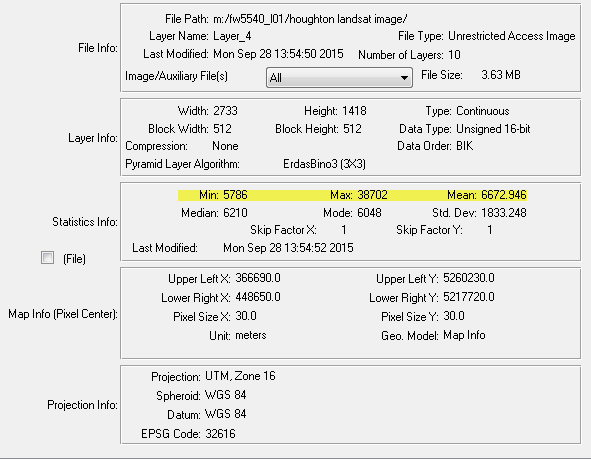 File Info:
File Path: m:/fw5540_l01/houghton landsat image/
Layer Name: Layer_4 File Type: Unrestricted Access Image
Last Modified: Mon Sep 28 13:54:50 2015 Number of Layers: 10
Image/Auxiliary File(s) All File Size: 3.63 MB
Layer Info:
Width: 2733 Height: 1418 Type: Continuous
Block Width: 512 Block Height: 512 Data Type: Unsigned 16-bit
Compression: None Data Order: BIK
Pyramid Layer Algorithm: ErdasBino3 (3X3)
Statistics Info:
(File)
Min: 5786 Max: 38702 Mean: 6672.946
Median: 6210 Mode: 6048 Std. Dev: 1833.248
Skip Factor X: 1 Skip Factor Y: 1
Last Modified: Mon Sep 28 13:54:52 2015
Map Info (Pixel Center):
Upper Left X: 366690.0 Upper Left Y: 5260230.0
Lower Right X: 448650.0 Lower Right Y: 5217720.0
Pixel Size X: 30.0 Pixel Size Y: 30.0
Unit: meters Geo. Model: Map Info
Projection Info:
Projection: UTM, Zone 16
Spheroid: WGS 84
Datum: WGS 84
EPSG Code: 32616